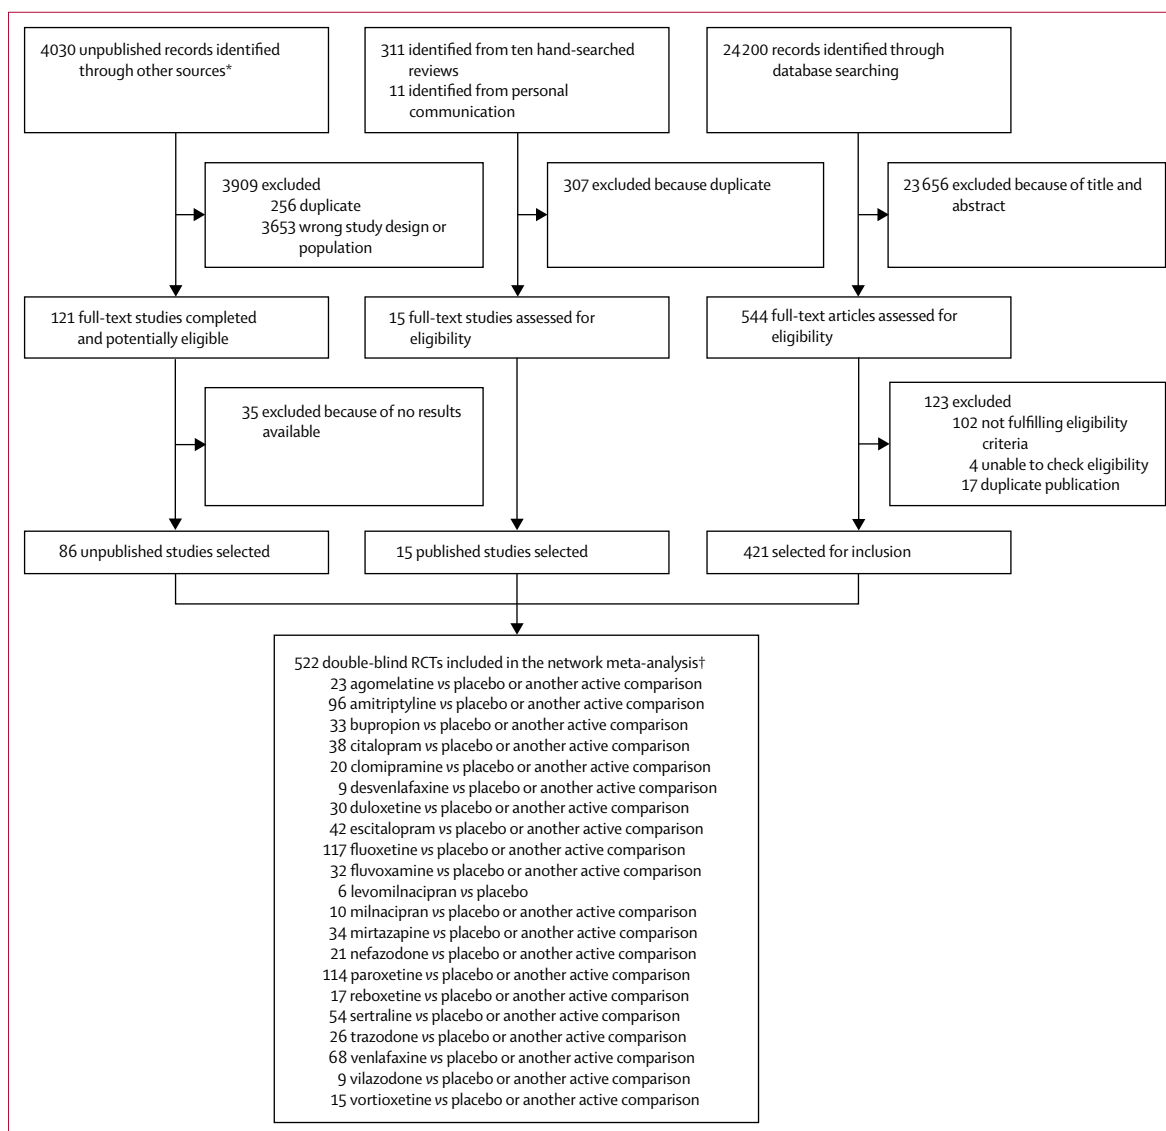 4030 unpublished records identified
through other sources*
311 identified from ten hand-searched
reviews
11 identified from personal
communication
24 200 records identified through
database searching
3909 excluded
256 duplicate
3653 wrong study design or
population
307 excluded because duplicate
23 656 excluded because of title and
abstract
121 full-text studies completed
and potentially eligible
15 full-text studies assessed for
eligibility
544 full-text articles assessed for
eligibility
35 excluded because of no results
available
123 excluded
102 not fulfilling eligibility
criteria
4 unable to check eligibility
17 duplicate publication
86 unpublished studies selected
15 published studies selected
421 selected for inclusion
522 double-blind RCTs included in the network meta-analysis†
23 agomelatine vs placebo or another active comparison
96 amitriptyline vs placebo or another active comparison
33 bupropion vs placebo or another active comparison
38 citalopram vs placebo or another active comparison
20 clomipramine vs placebo or another active comparison
9 desvenlafaxine vs placebo or another active comparison
30 duloxetine vs placebo or another active comparison
42 escitalopram vs placebo or another active comparison
117 fluoxetine vs placebo or another active comparison
32 fluvoxamine vs placebo or another active comparison
6 levomilnacipran vs placebo
10 milnacipran vs placebo or another active comparison
34 mirtazapine vs placebo or another active comparison
21 nefazodone vs placebo or another active comparison
114 paroxetine vs placebo or another active comparison
17 reboxetine vs placebo or another active comparison
54 sertraline vs placebo or another active comparison
26 trazodone vs placebo or another active comparison
68 venlafaxine vs placebo or another active comparison
9 vilazodone vs placebo or another active comparison
15 vortioxetine vs placebo or another active comparison